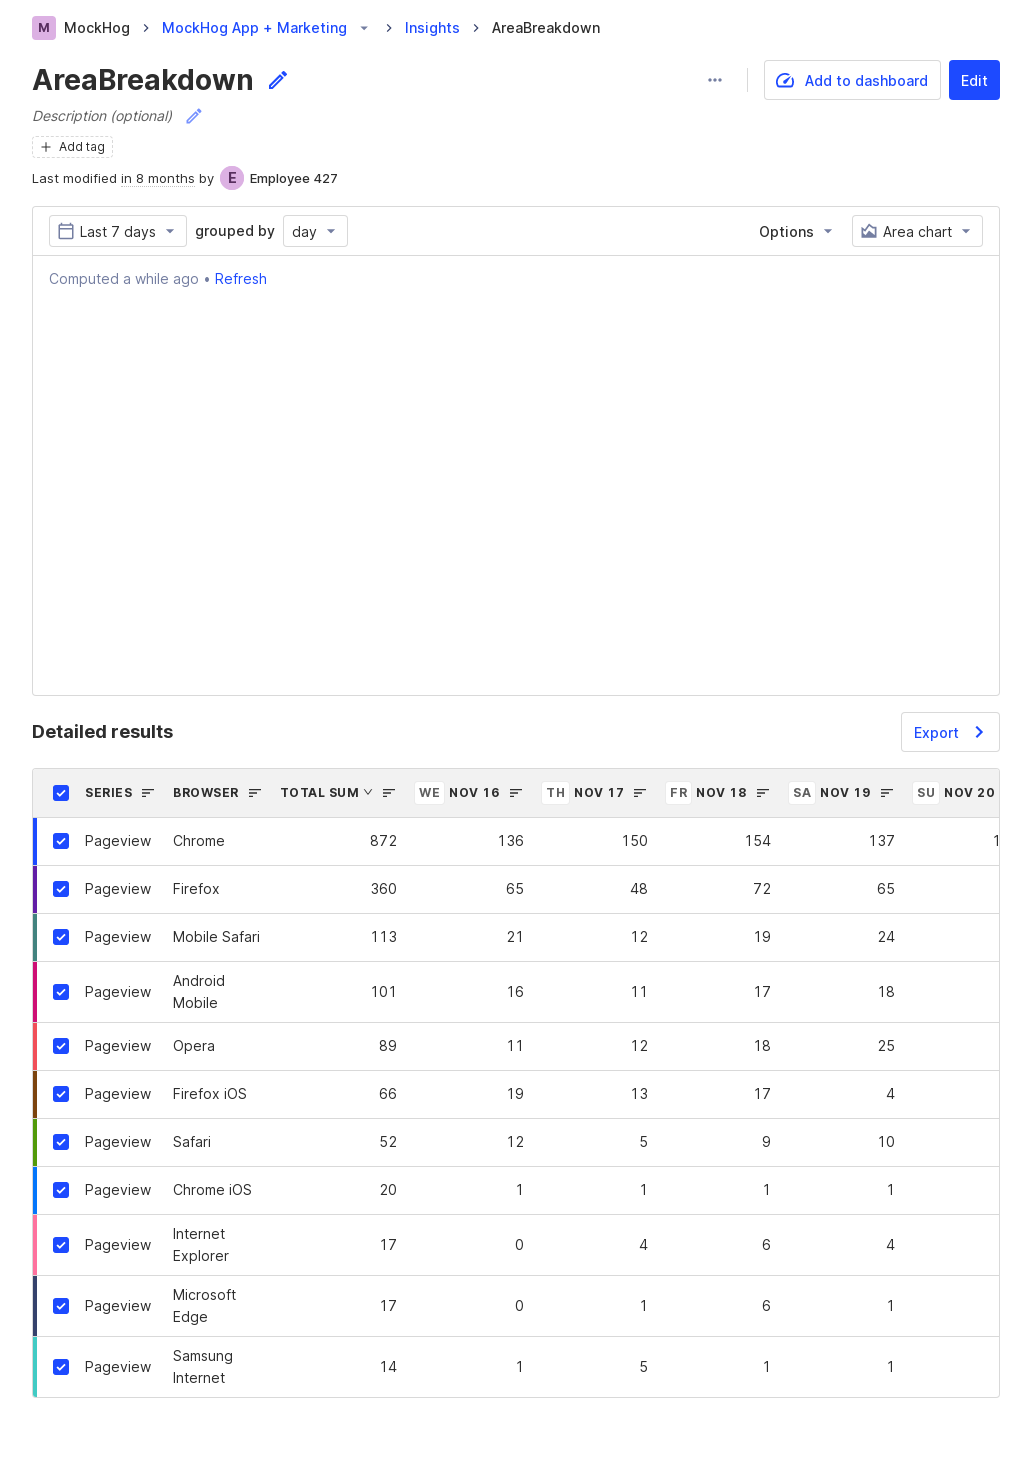 M MockHog MockHog App + Marketing Insights AreaBreakdown
AreaBreakdown Add to dashboard Edit
Description (optional)
Add tag
Last modified in 8 months by E Employee 427
Last 7 days grouped by day Options Area chart
Computed a while ago • Refresh
Detailed results Export
SERIES BROWSER TOTAL SUM WE NOV 16 TH NOV 17 FR NOV 18 SA NOV 19 SU NOV 20
Pageview Chrome 872 136 150 154 137 1
Pageview Firefox 360 65 48 72 65
Pageview Mobile Safari 113 21 12 19 24
Pageview Android Mobile 101 16 11 17 18
Pageview Opera 89 11 12 18 25
Pageview Firefox iOS 66 19 13 17 4
Pageview Safari 52 12 5 9 10
Pageview Chrome iOS 20 1 1 1 1
Pageview Internet Explorer 17 0 4 6 4
Pageview Microsoft Edge 17 0 1 6 1
Pageview Samsung Internet 14 1 5 1 1